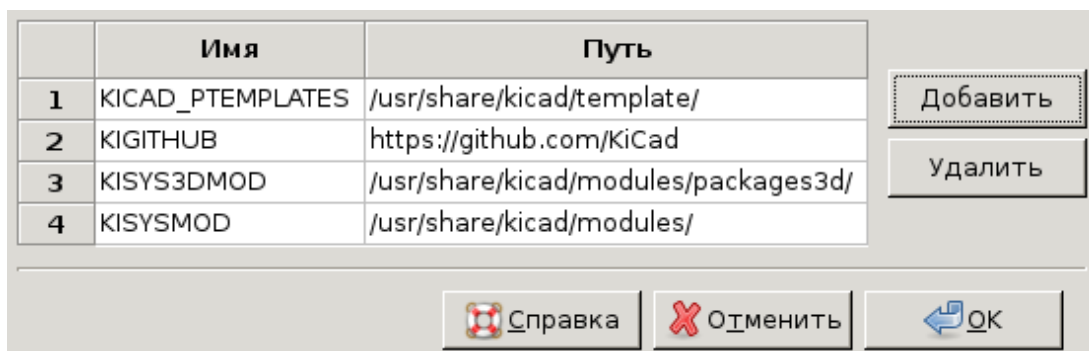 Имя Путь
1 KICAD_PTEMPLATES /usr/share/kicad/template/
2 KIGITHUB https://github.com/KiCad
3 KISYS3DMOD /usr/share/kicad/modules/packages3d/
4 KISYSMOD /usr/share/kicad/modules/
Добавить
Удалить
Справка Отменить OK